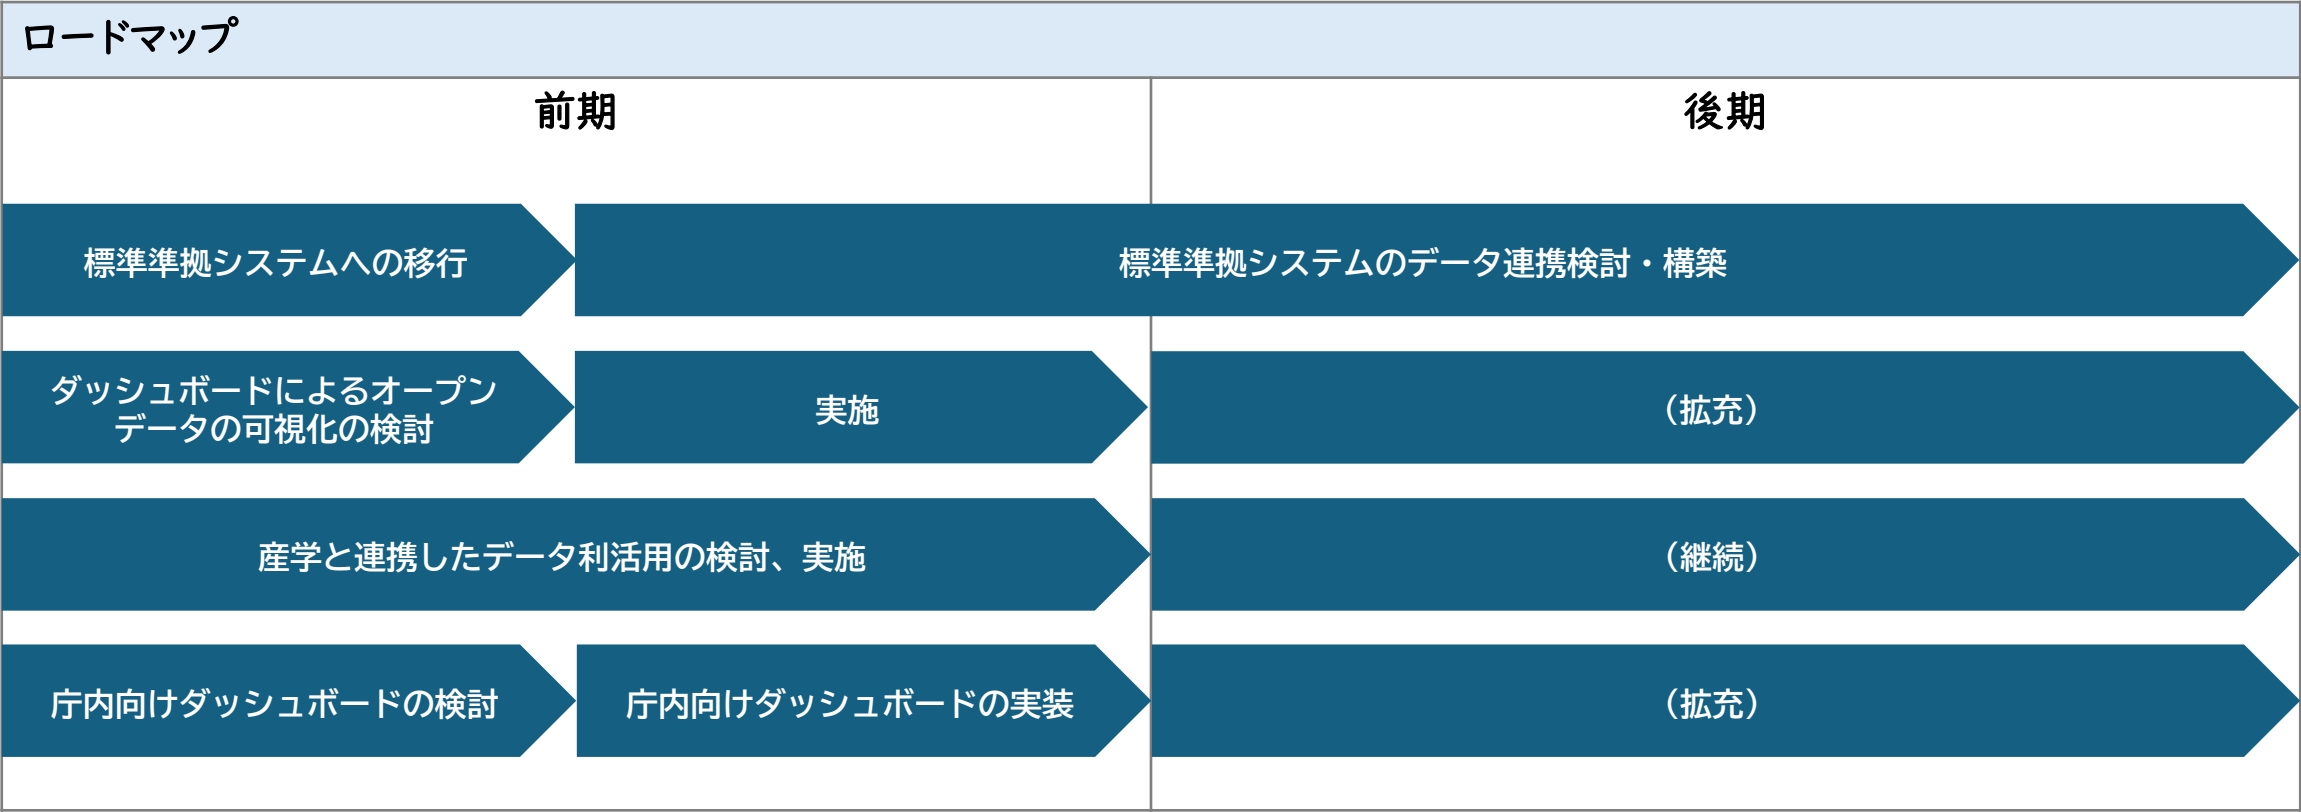 ロードマップ
前期
後期
標準準拠システムへの移行
標準準拠システムのデータ連携検討・構築
ダッシュボードによるオープン
データの可視化の検討
実施
（拡充）
産学と連携したデータ利活用の検討、実施
（継続）
庁内向けダッシュボードの検討
庁内向けダッシュボードの実装
（拡充）